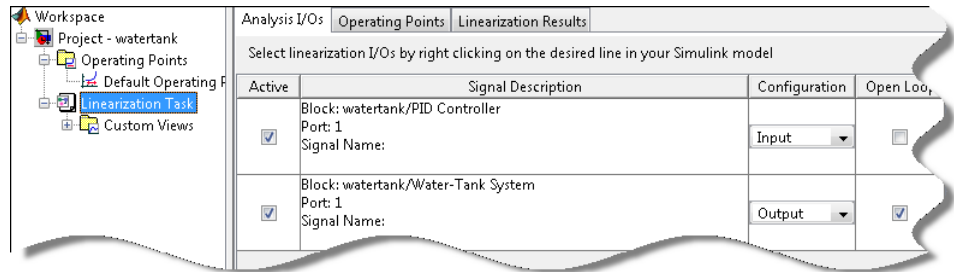 Workspace
Project - watertank
Operating Points
Default Operating P
Linearization Task
Custom Views
Analysis I/Os Operating Points Linearization Results
Select linearization I/Os by right clicking on the desired line in your Simulink model
Active Signal Description Configuration Open Loop
Block: watertank/PID Controller
Port: 1
Signal Name:
Input
Block: watertank/Water-Tank System
Port: 1
Signal Name:
Output